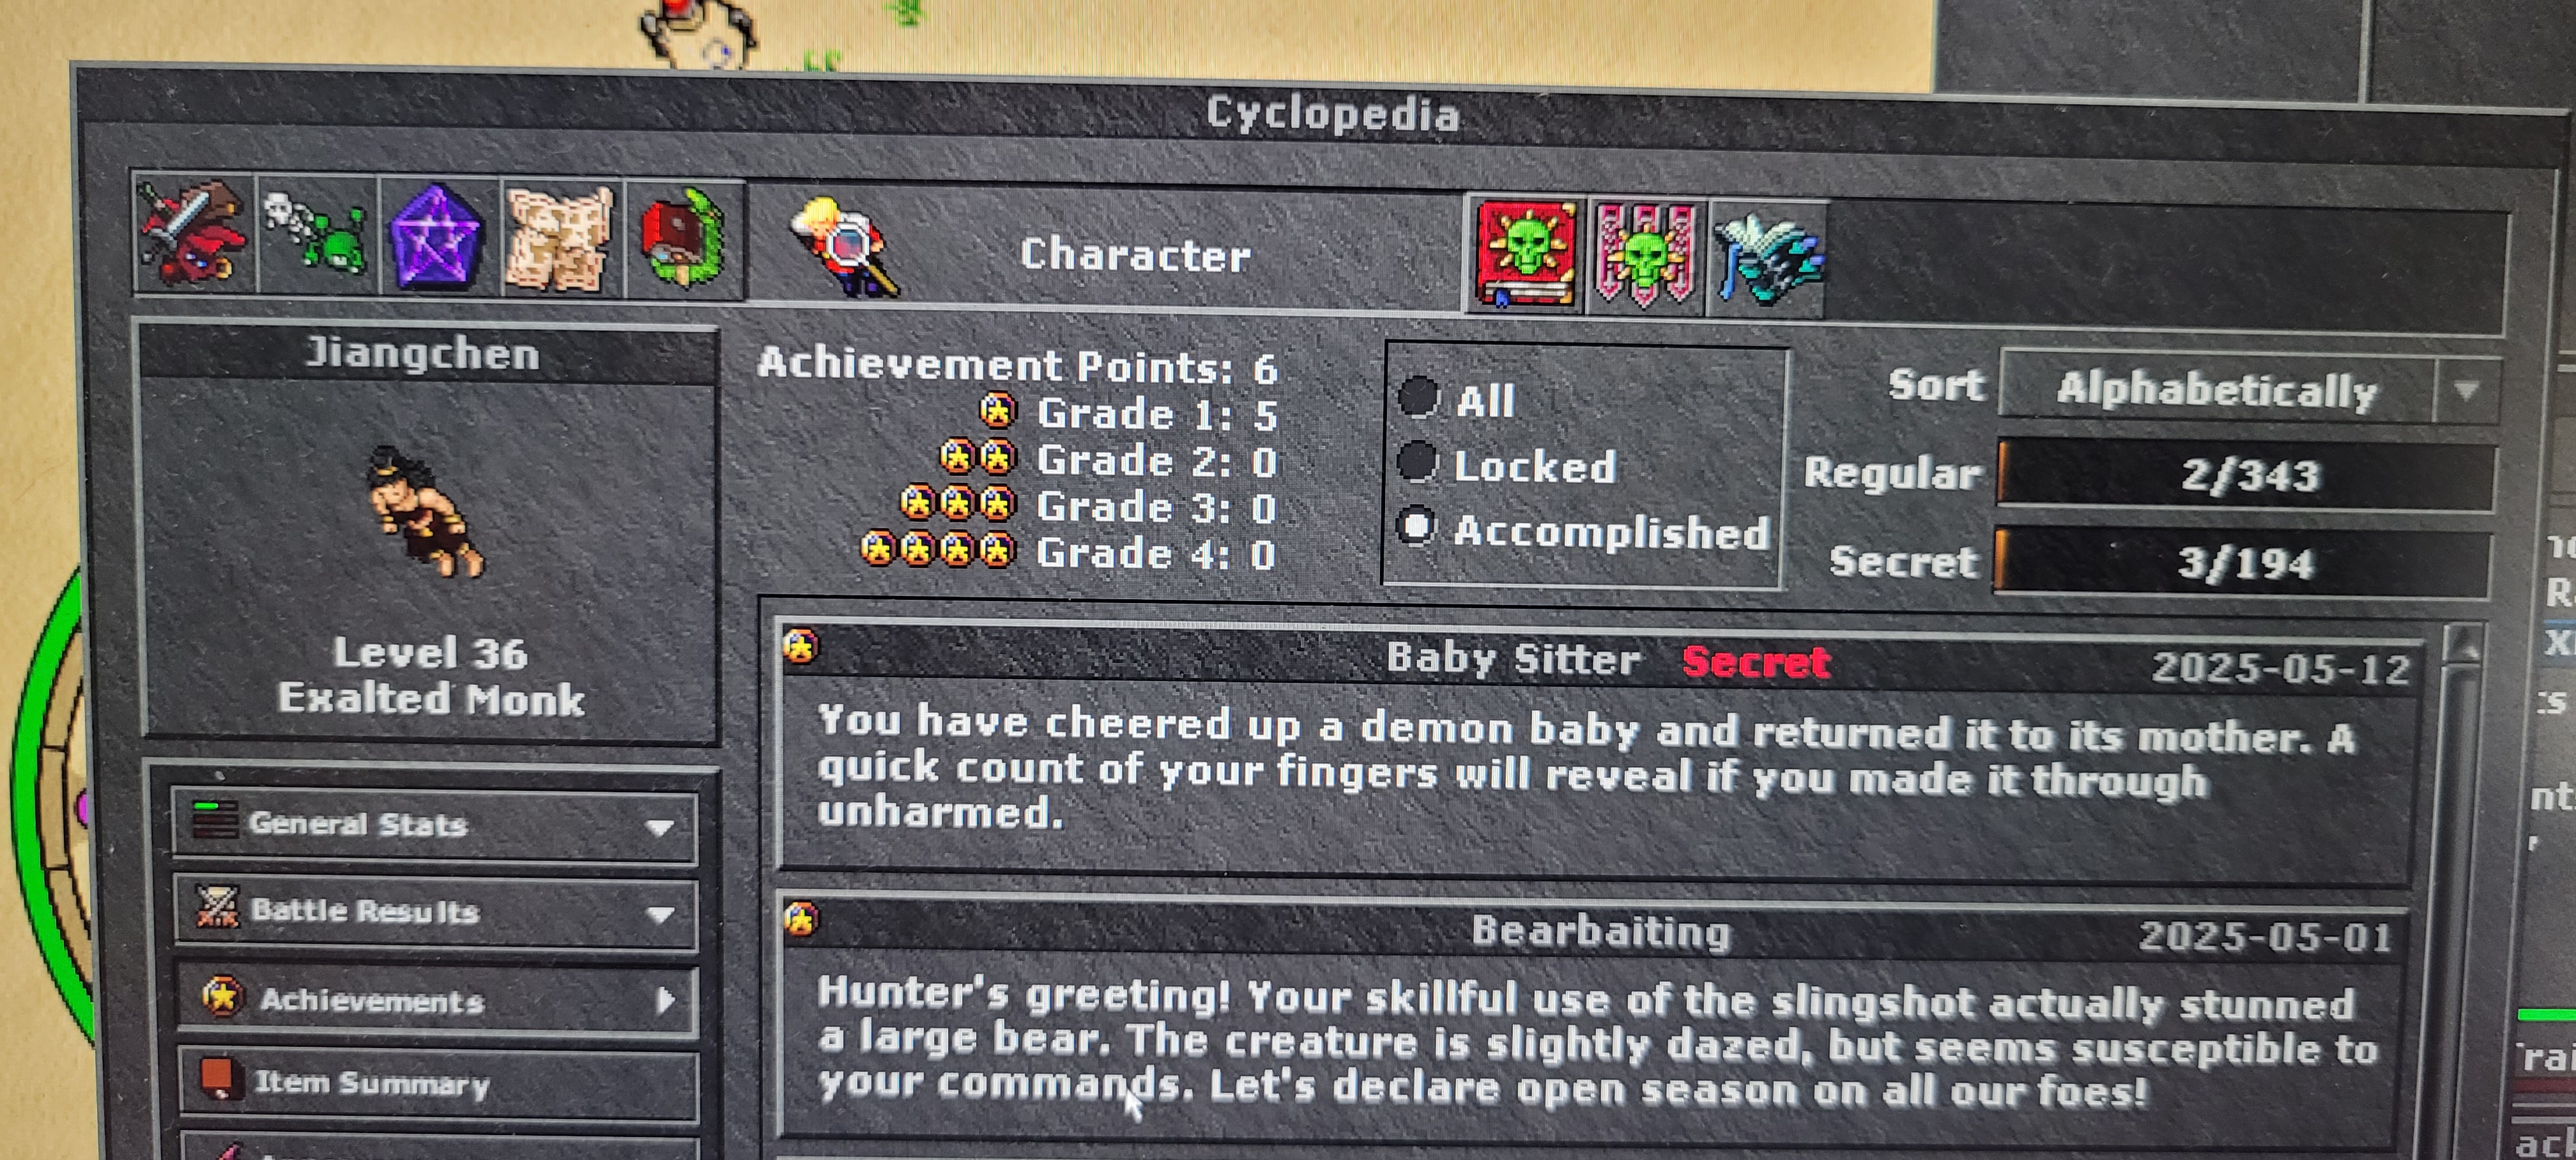 Cyclopedia
Character
Jiangchen
Level 36
Exalted Monk
General Stats
Battle Results
Achievements
Item Summary
Achievement Points: 6
Grade 1: 5
Grade 2: 0
Grade 3: 0
Grade 4: 0
All
Locked
Accomplished
Sort Alphabetically
Regular 2/343
Secret 3/194
Baby Sitter Secret 2025-05-12
You have cheered up a demon baby and returned it to its mother. A
quick count of your fingers will reveal if you made it through
unharmed.
Bearbaiting 2025-05-01
Hunter's greeting! Your skillful use of the slingshot actually stunned
a large bear. The creature is slightly dazed, but seems susceptible to
your commands. Let's declare open season on all our foes!